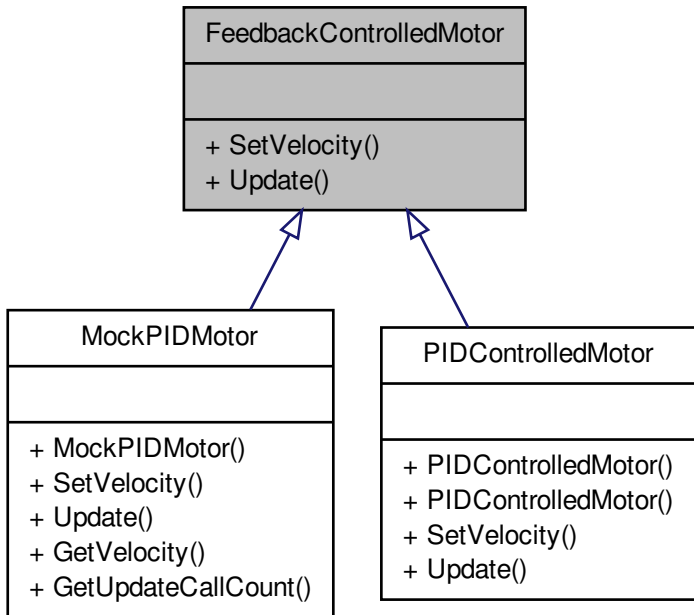 FeedbackControlledMotor
+ SetVelocity()
+ Update()
MockPIDMotor
+ MockPIDMotor()
+ SetVelocity()
+ Update()
+ GetVelocity()
+ GetUpdateCallCount()
PIDControlledMotor
+ PIDControlledMotor()
+ PIDControlledMotor()
+ SetVelocity()
+ Update()